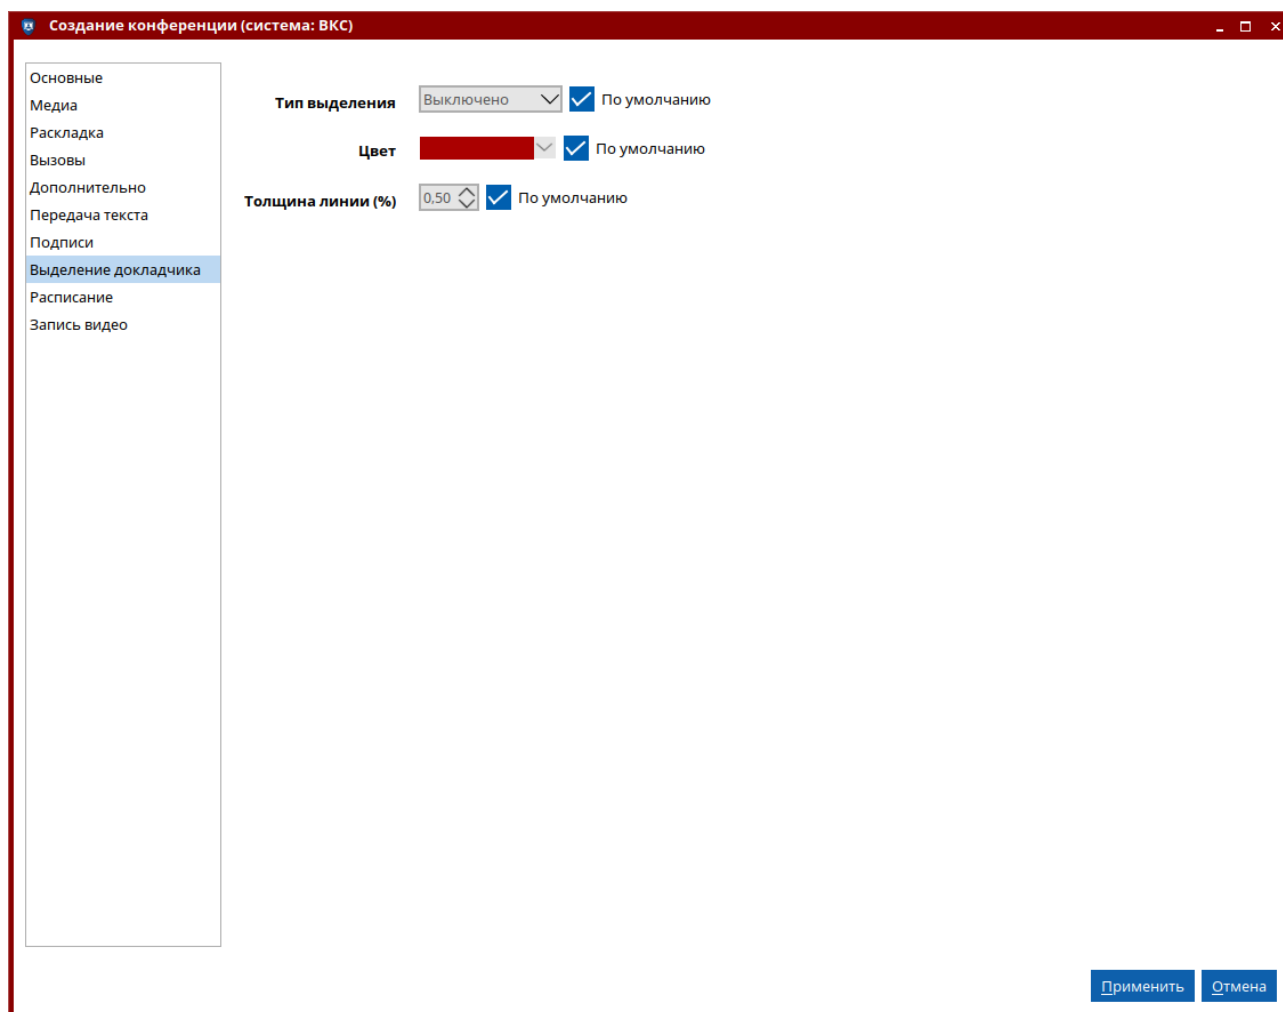 Создание конференции (система: ВКС)
Основные
Медиа
Раскладка
Вызовы
Дополнительно
Передача текста
Подписи
Выделение докладчика
Расписание
Запись видео
Тип выделения Выключено По умолчанию
Цвет По умолчанию
Толщина линии (%) 0,50 По умолчанию
Применить Отмена